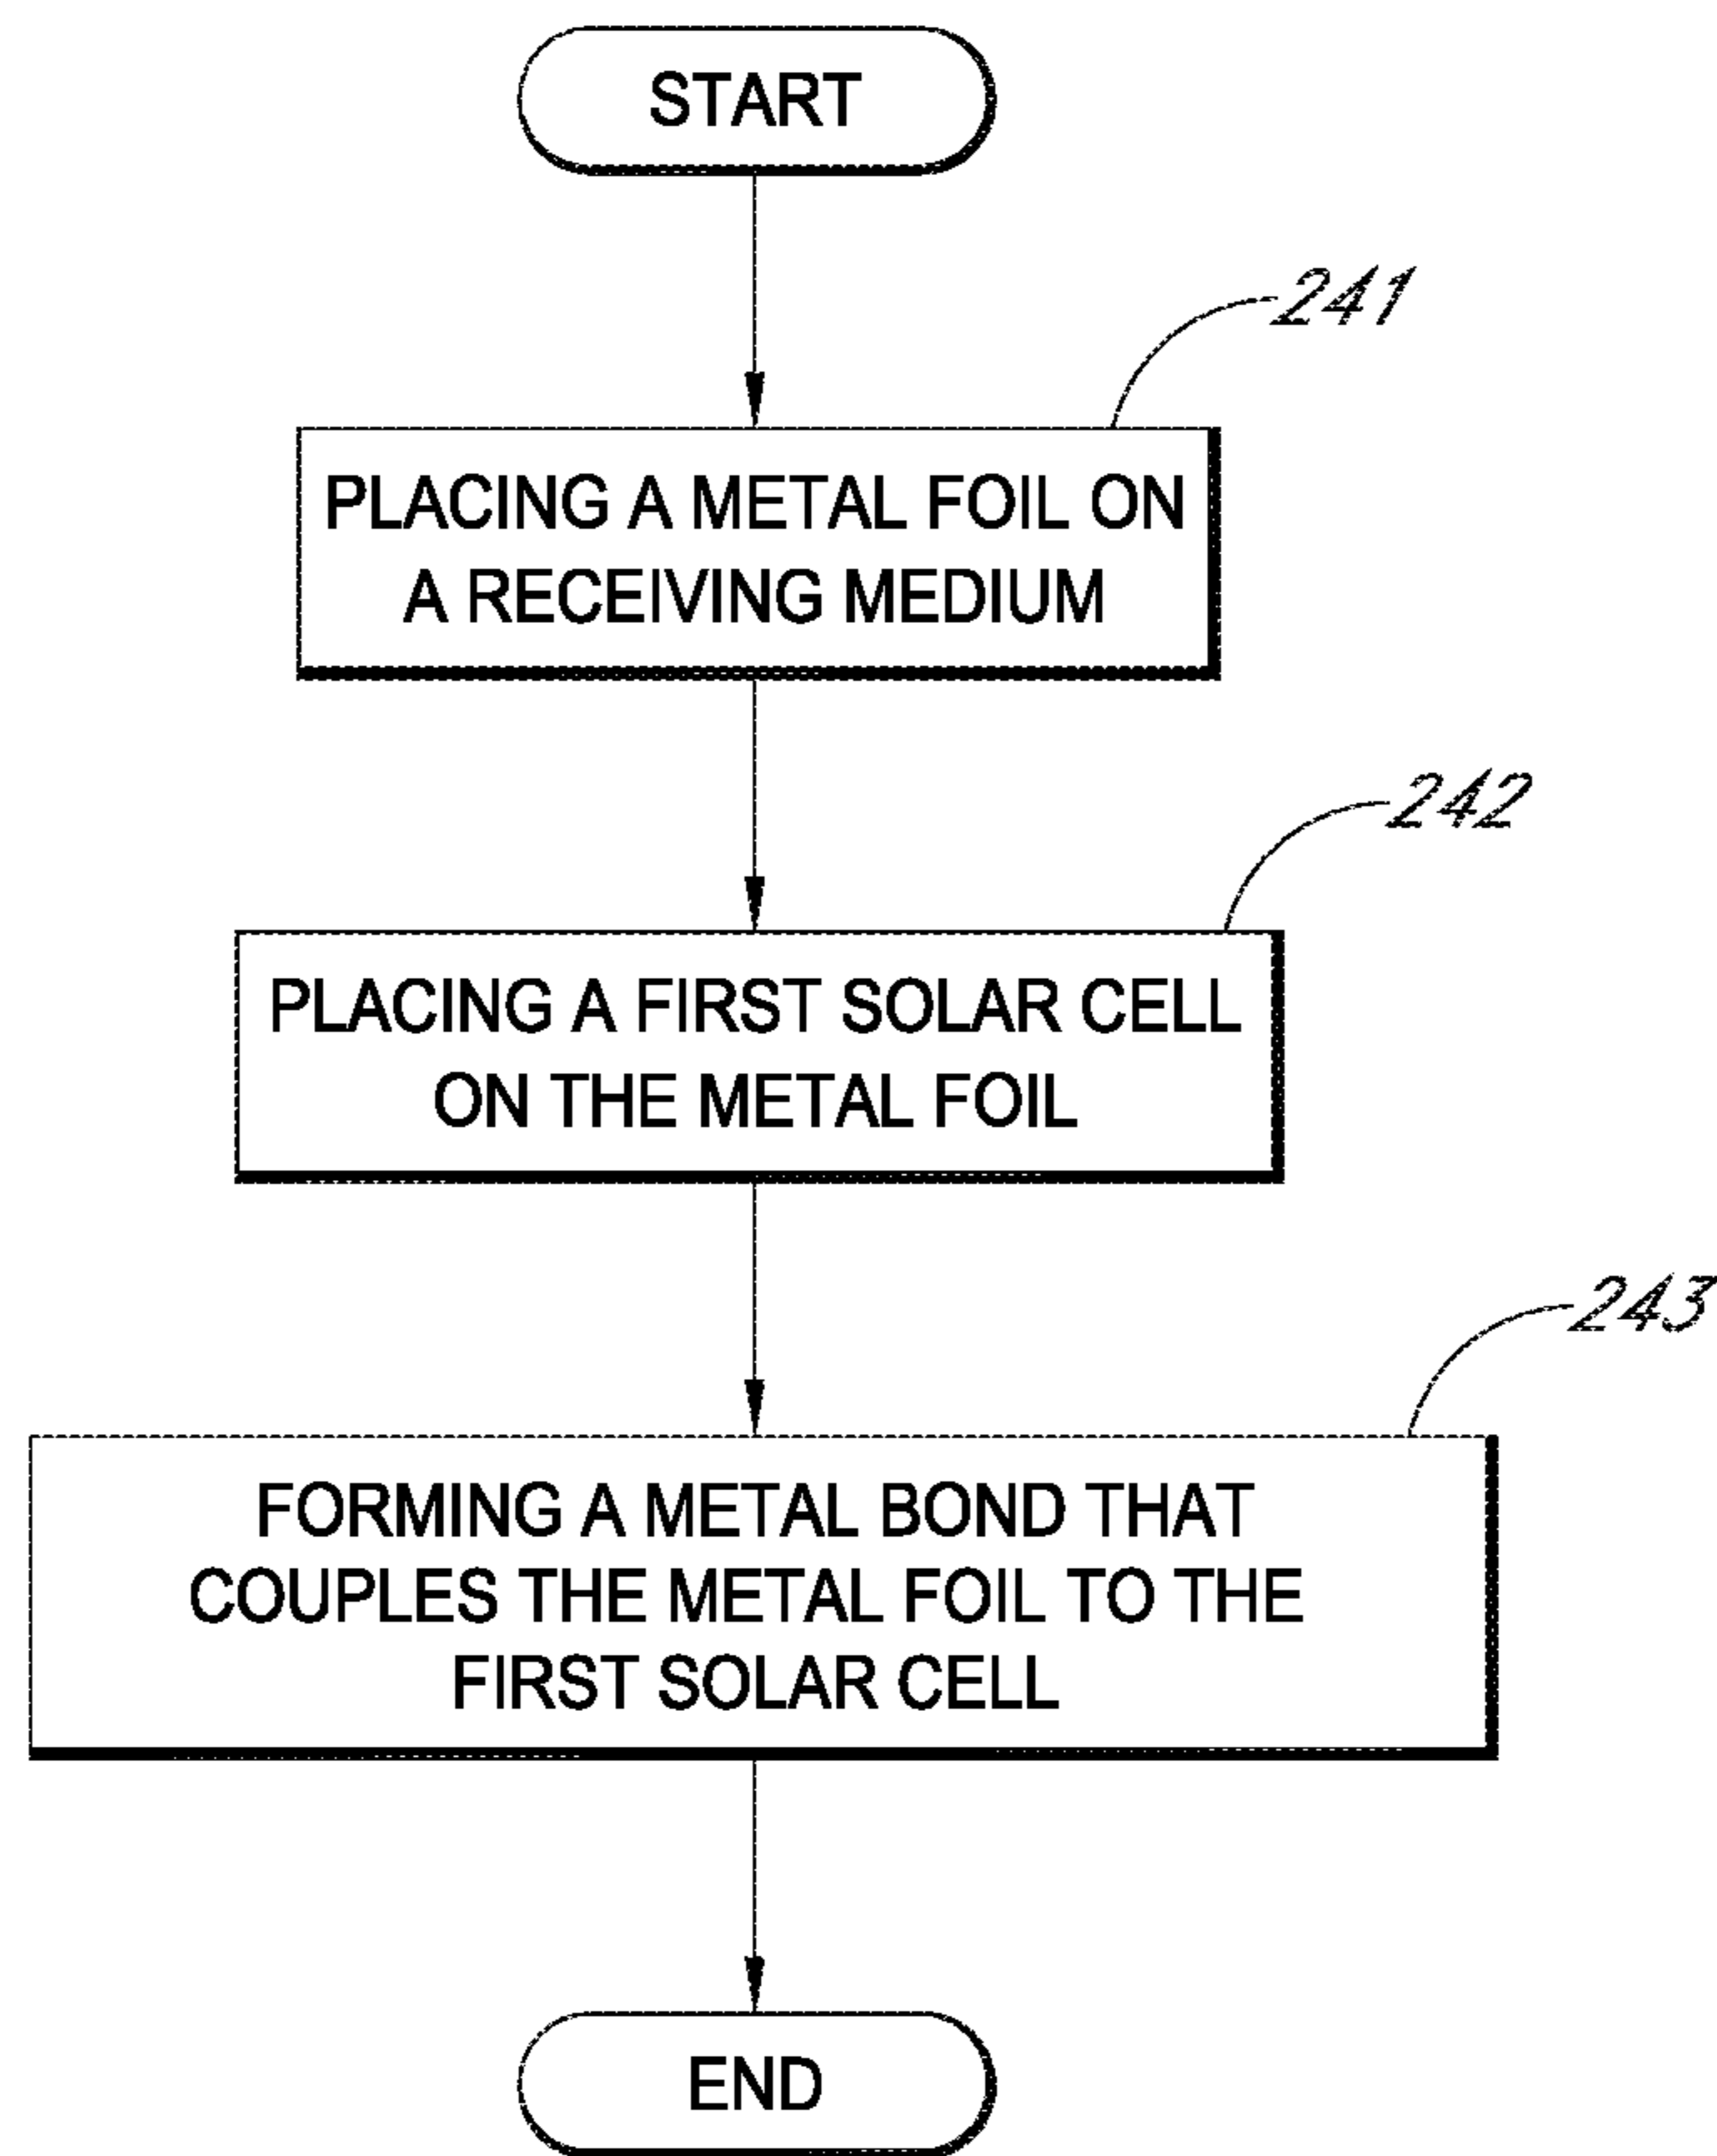 START
241
PLACING A METAL FOIL ON
A RECEIVING MEDIUM
242
PLACING A FIRST SOLAR CELL
ON THE METAL FOIL
243
FORMING A METAL BOND THAT
COUPLES THE METAL FOIL TO THE
FIRST SOLAR CELL
END